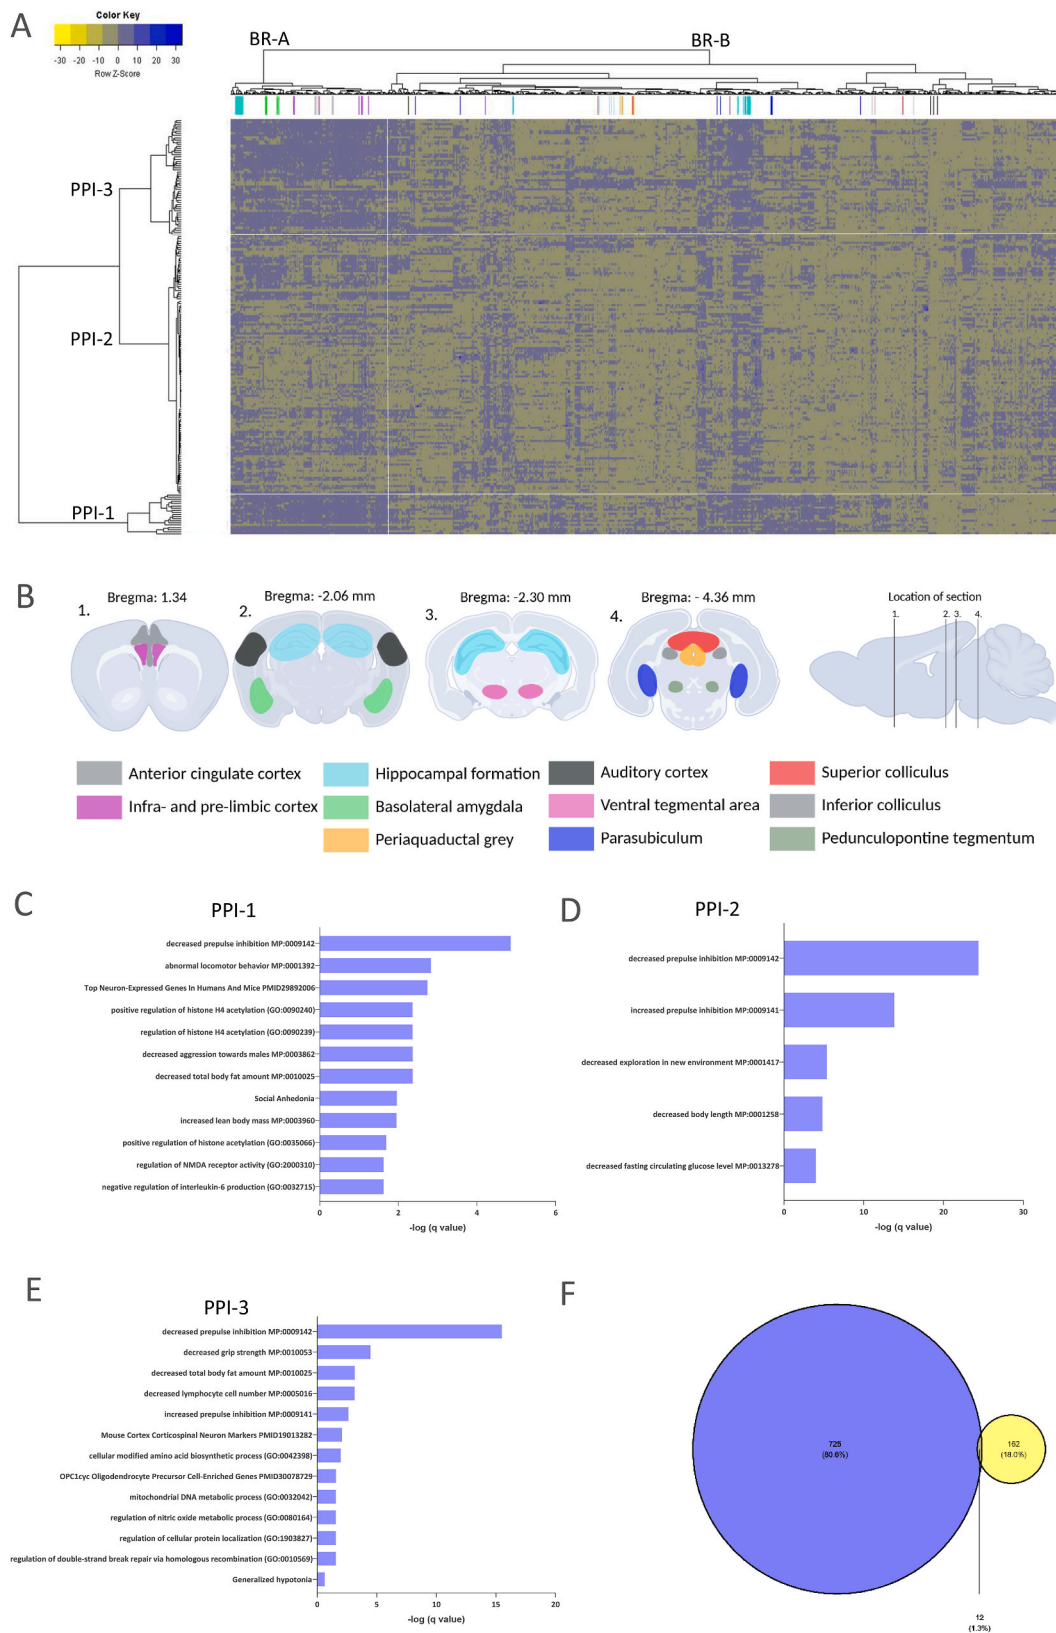 A
Color Key
-30 -20 -10 0 10 20 30
Row Z-Score
BR-A
BR-B
PPI-3
PPI-2
PPI-1
B
Bregma: 1.34
1.
Bregma: -2.06 mm
2.
Bregma: -2.30 mm
3.
Bregma: - 4.36 mm
4.
Location of section
1. 2. 3. 4.
Anterior cingulate cortex
Hippocampal formation
Auditory cortex
Superior colliculus
Infra- and pre-limbic cortex
Basolateral amygdala
Ventral tegmental area
Inferior colliculus
Periaquaductal grey
Parasubiculum
Pedunculopontine tegmentum
C
PPI-1
decreased prepulse inhibition MP:0009142
abnormal locomotor behavior MP:0001392
Top Neuron-Expressed Genes In Humans And Mice PMID29892006
positive regulation of histone H4 acetylation (GO:0090240)
regulation of histone H4 acetylation (GO:0090239)
decreased aggression towards males MP:0003862
decreased total body fat amount MP:0010025
Social Anhedonia
increased lean body mass MP:0003960
positive regulation of histone acetylation (GO:0035066)
regulation of NMDA receptor activity (GO:2000310)
negative regulation of interleukin-6 production (GO:0032715)
0 2 4 6
-log (q value)
D
PPI-2
decreased prepulse inhibition MP:0009142
increased prepulse inhibition MP:0009141
decreased exploration in new environment MP:0001417
decreased body length MP:0001258
decreased fasting circulating glucose level MP:0013278
0 10 20 30
-log (q value)
E
PPI-3
decreased prepulse inhibition MP:0009142
decreased grip strength MP:0010053
decreased total body fat amount MP:0010025
decreased lymphocyte cell number MP:0005016
increased prepulse inhibition MP:0009141
Mouse Cortex Corticospinal Neuron Markers PMID19013282
cellular modified amino acid biosynthetic process (GO:0042398)
OPC1cyc Oligodendrocyte Precursor Cell-Enriched Genes PMID30078729
mitochondrial DNA metabolic process (GO:0032042)
regulation of nitric oxide metabolic process (GO:0080164)
regulation of cellular protein localization (GO:1903827)
regulation of double-strand break repair via homologous recombination (GO:0010569)
Generalized hypotonia
0 5 10 15 20
-log (q value)
F
725
(80.6%)
162
(18.0%)
12
(1.3%)